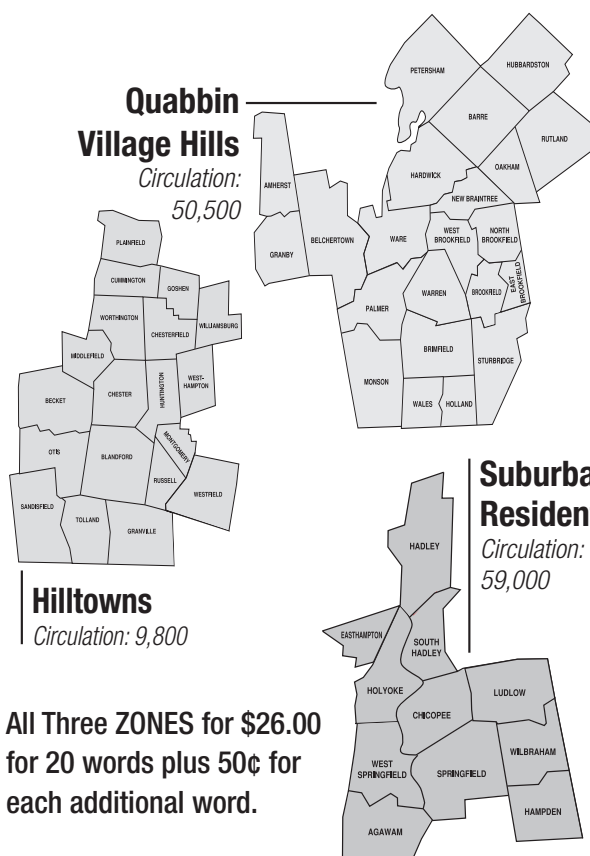 Quabbin
Village Hills
Circulation:
50,500
PETERSHAM
HUBBARDSTON
BARRE
RUTLAND
OAKHAM
HARDWICK
NEW BRAINTREE
AMHERST
GRANBY
BELCHERTOWN
WARE
WEST
BROOKFIELD
NORTH
BROOKFIELD
EAST
BROOKFIELD
BROOKFIELD
WARREN
PALMER
BRIMFIELD
STURBRIDGE
MONSON
WALES
HOLLAND
PLAINFIELD
CUMMINGTON
GOSHEN
WORTHINGTON
CHESTERFIELD
WILLIAMSBURG
MIDDLEFIELD
WEST-
HAMPTON
HUNTINGTON
CHESTER
BECKET
MONTGOMERY
OTIS
BLANDFORD
RUSSELL
WESTFIELD
SANDISFIELD
TOLLAND
GRANVILLE
Hilltowns
Circulation: 9,800
Suburba
Residen
Circulation:
59,000
HADLEY
EASTHAMPTON
SOUTH
HADLEY
HOLYOKE
CHICOPEE
LUDLOW
WEST
SPRINGFIELD
SPRINGFIELD
WILBRAHAM
HAMPDEN
AGAWAM
All Three ZONES for $26.00
for 20 words plus 50¢ for
each additional word.